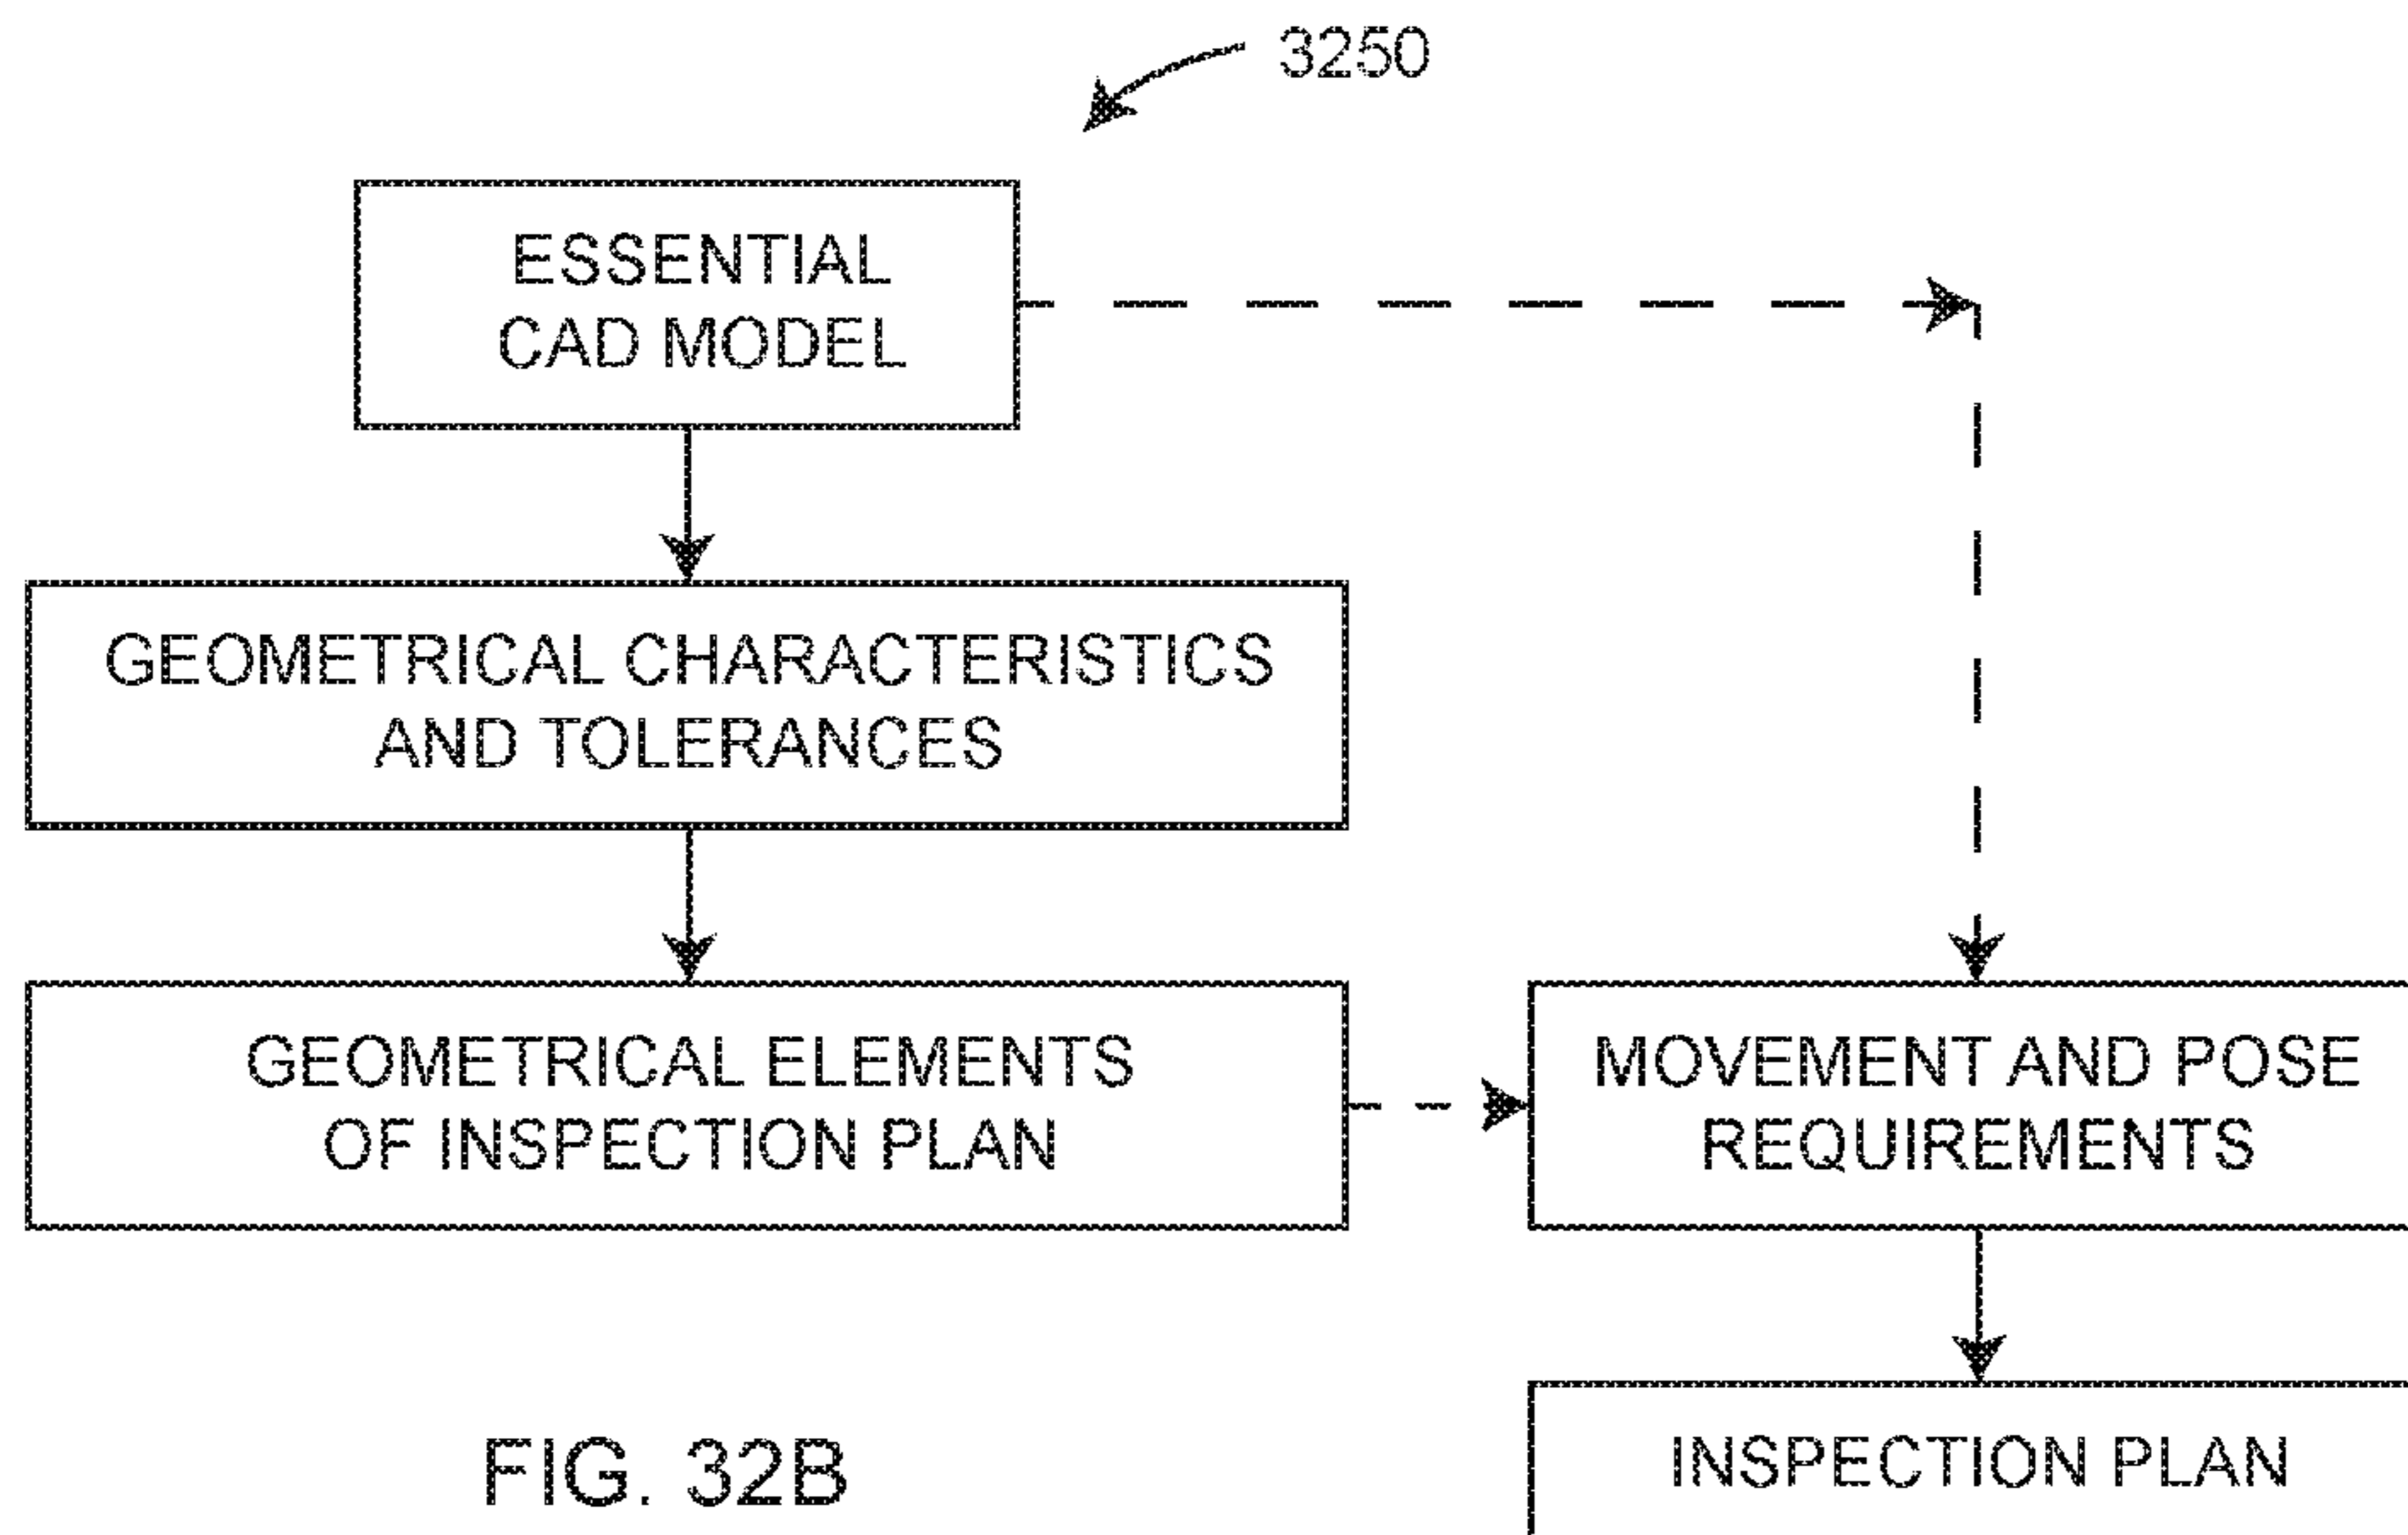 3250
ESSENTIAL
CAD MODEL
GEOMETRICAL CHARACTERISTICS
AND TOLERANCES
GEOMETRICAL ELEMENTS
OF INSPECTION PLAN
MOVEMENT AND POSE
REQUIREMENTS
INSPECTION PLAN
FIG. 32B